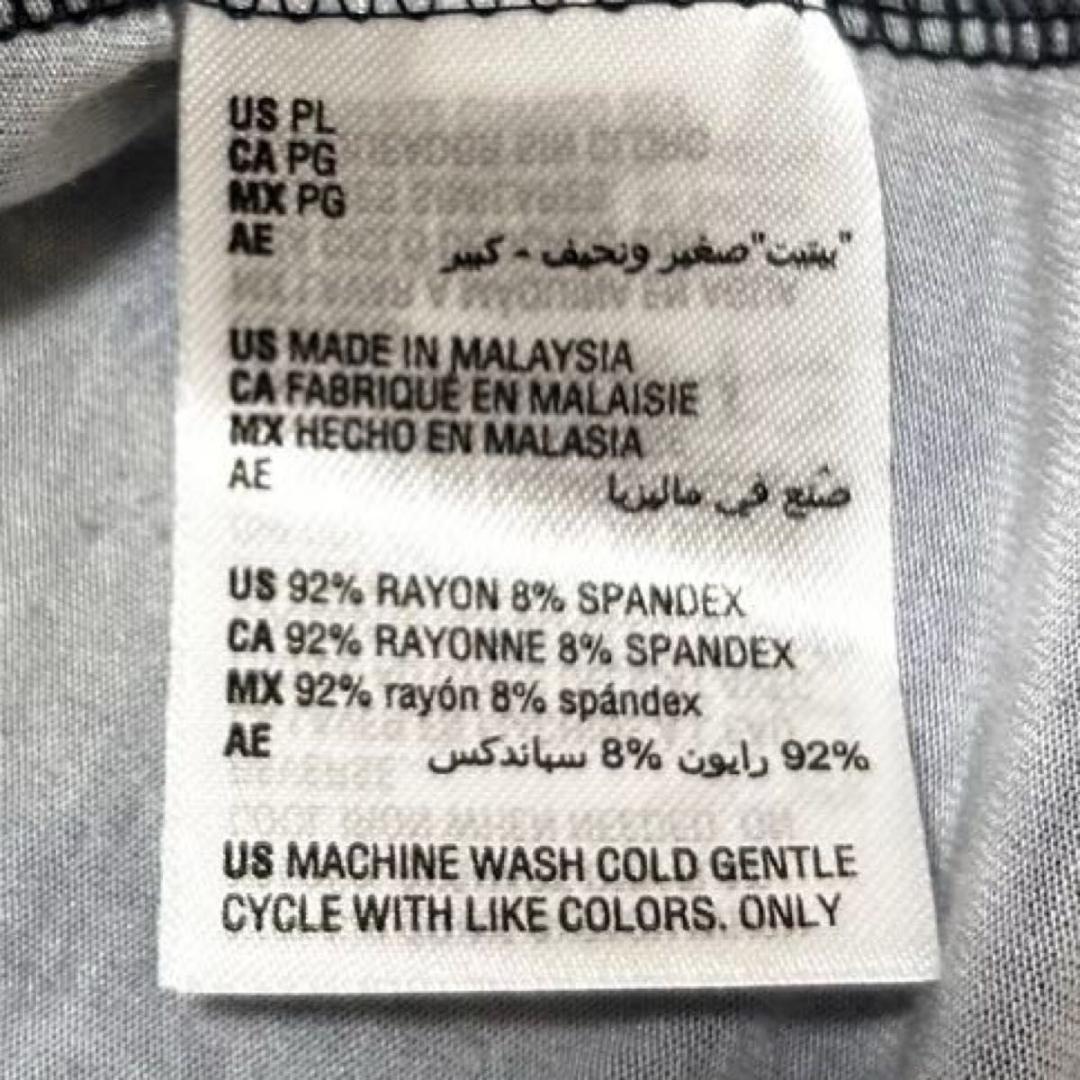 US PL
CA PG
MX PG
AE "بيتيت" صغير ونحيف - كبير
US MADE IN MALAYSIA
CA FABRIQUÉ EN MALAISIE
MX HECHO EN MALASIA
AE صُنع في ماليزيا
US 92% RAYON 8% SPANDEX
CA 92% RAYONNE 8% SPANDEX
MX 92% rayón 8% spándex
AE 92% رايون 8% سباندكس
US MACHINE WASH COLD GENTLE
CYCLE WITH LIKE COLORS. ONLY